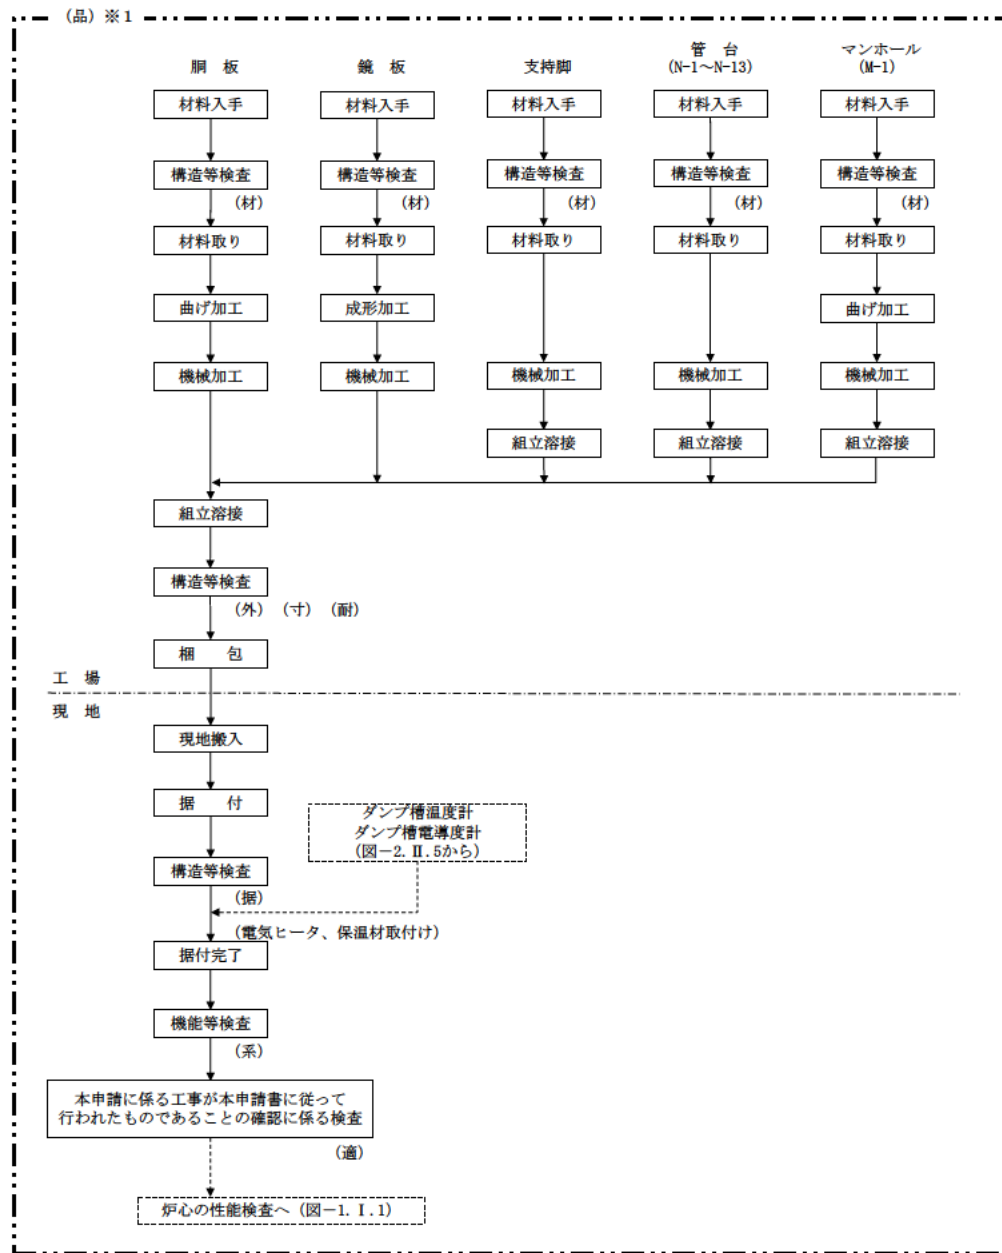 (品) ※1
胴 板
鏡 板
支持脚
管 台
(N-1～N-13)
マンホール
(M-1)
材料入手
材料入手
材料入手
材料入手
材料入手
構造等検査
構造等検査
構造等検査
構造等検査
構造等検査
(材)
(材)
(材)
(材)
(材)
材料取り
材料取り
材料取り
材料取り
材料取り
曲げ加工
成形加工
曲げ加工
機械加工
機械加工
機械加工
機械加工
機械加工
組立溶接
組立溶接
組立溶接
組立溶接
構造等検査
(外) (寸) (耐)
梱 包
工 場
現 地
現地搬入
据 付
ダンプ槽温度計
ダンプ槽電導度計
(図－2.Ⅱ.5から)
構造等検査
(据)
(電気ヒータ、保温材取付け)
据付完了
機能等検査
(系)
本申請に係る工事が本申請書に従って
行われたものであることの確認に係る検査
(適)
炉心の性能検査へ (図－1.Ⅰ.1)